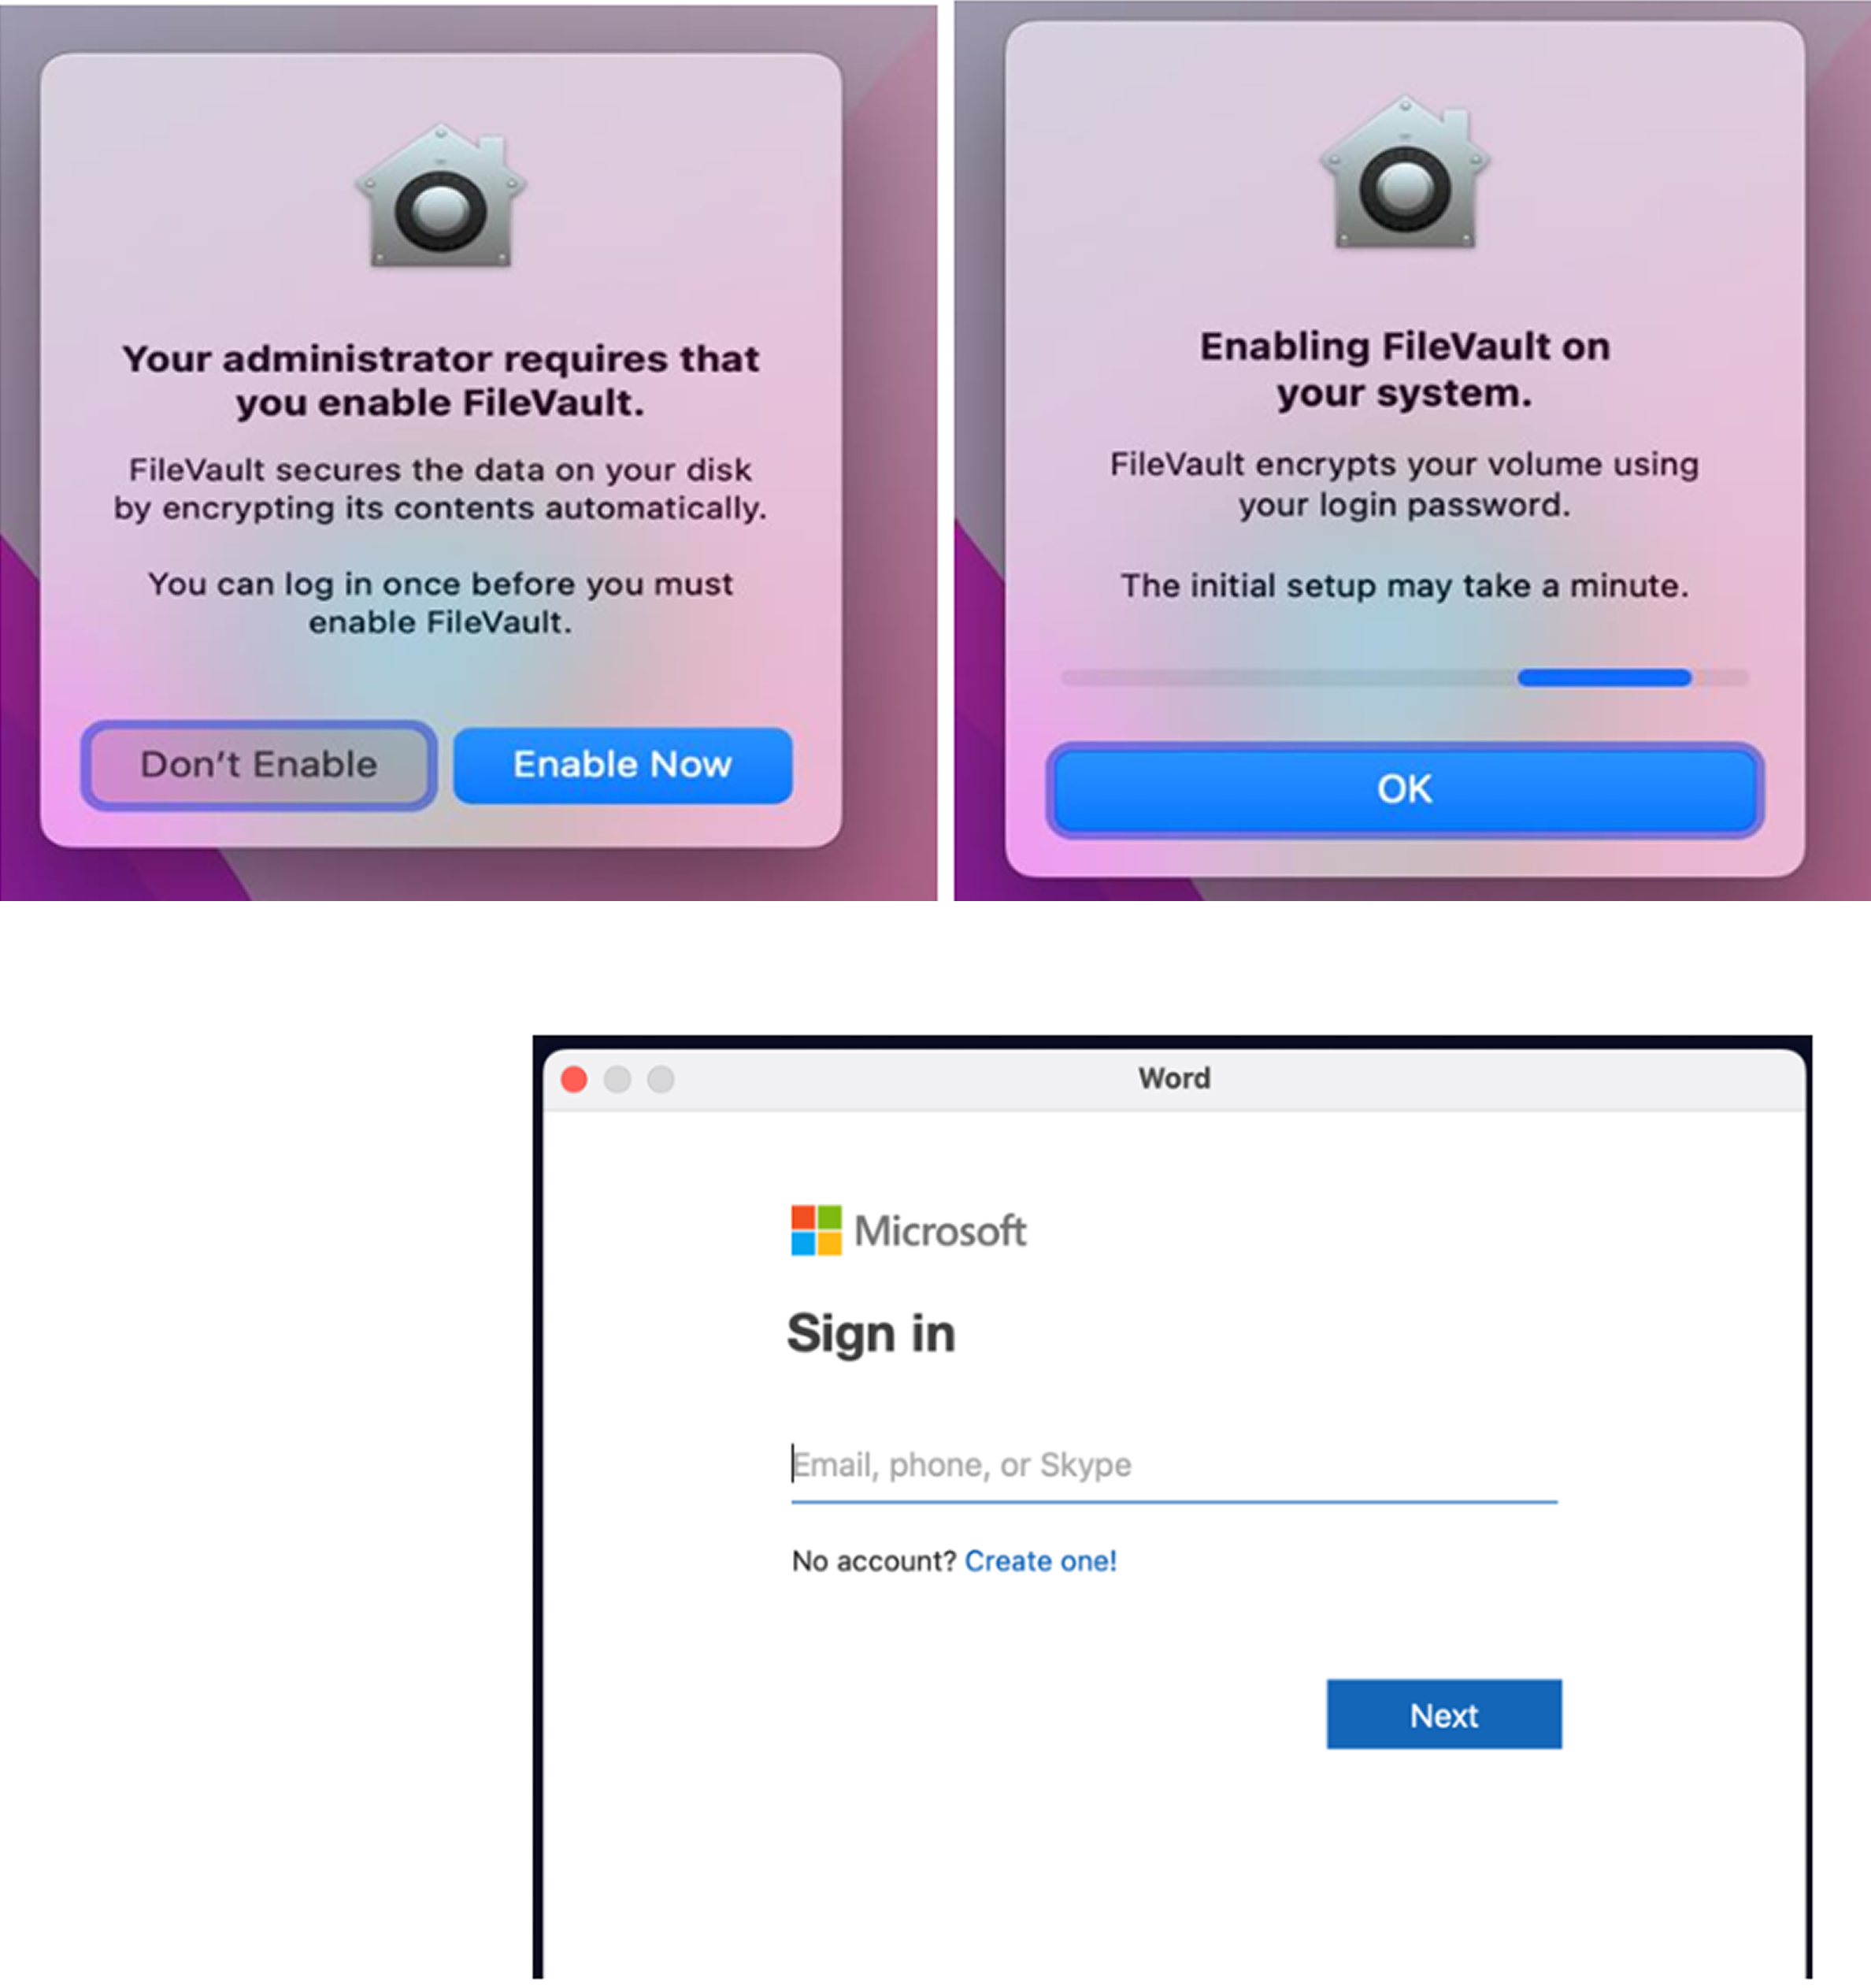 Your administrator requires that
you enable FileVault.
FileVault secures the data on your disk
by encrypting its contents automatically.
You can log in once before you must
enable FileVault.
Don't Enable
Enable Now
Enabling FileVault on
your system.
FileVault encrypts your volume using
your login password.
The initial setup may take a minute.
OK
Word
Microsoft
Sign in
Email, phone, or Skype
No account? Create one!
Next